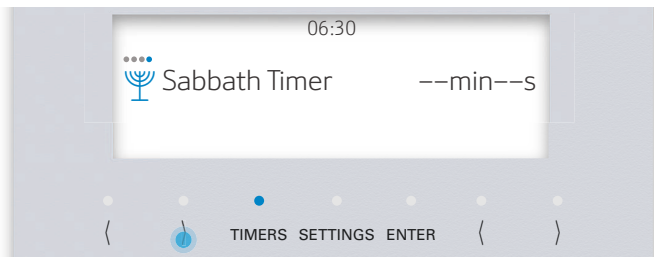 06:30
Sabbath Timer ––min––s
⟨ ⟩ TIMERS SETTINGS ENTER ⟨ ⟩